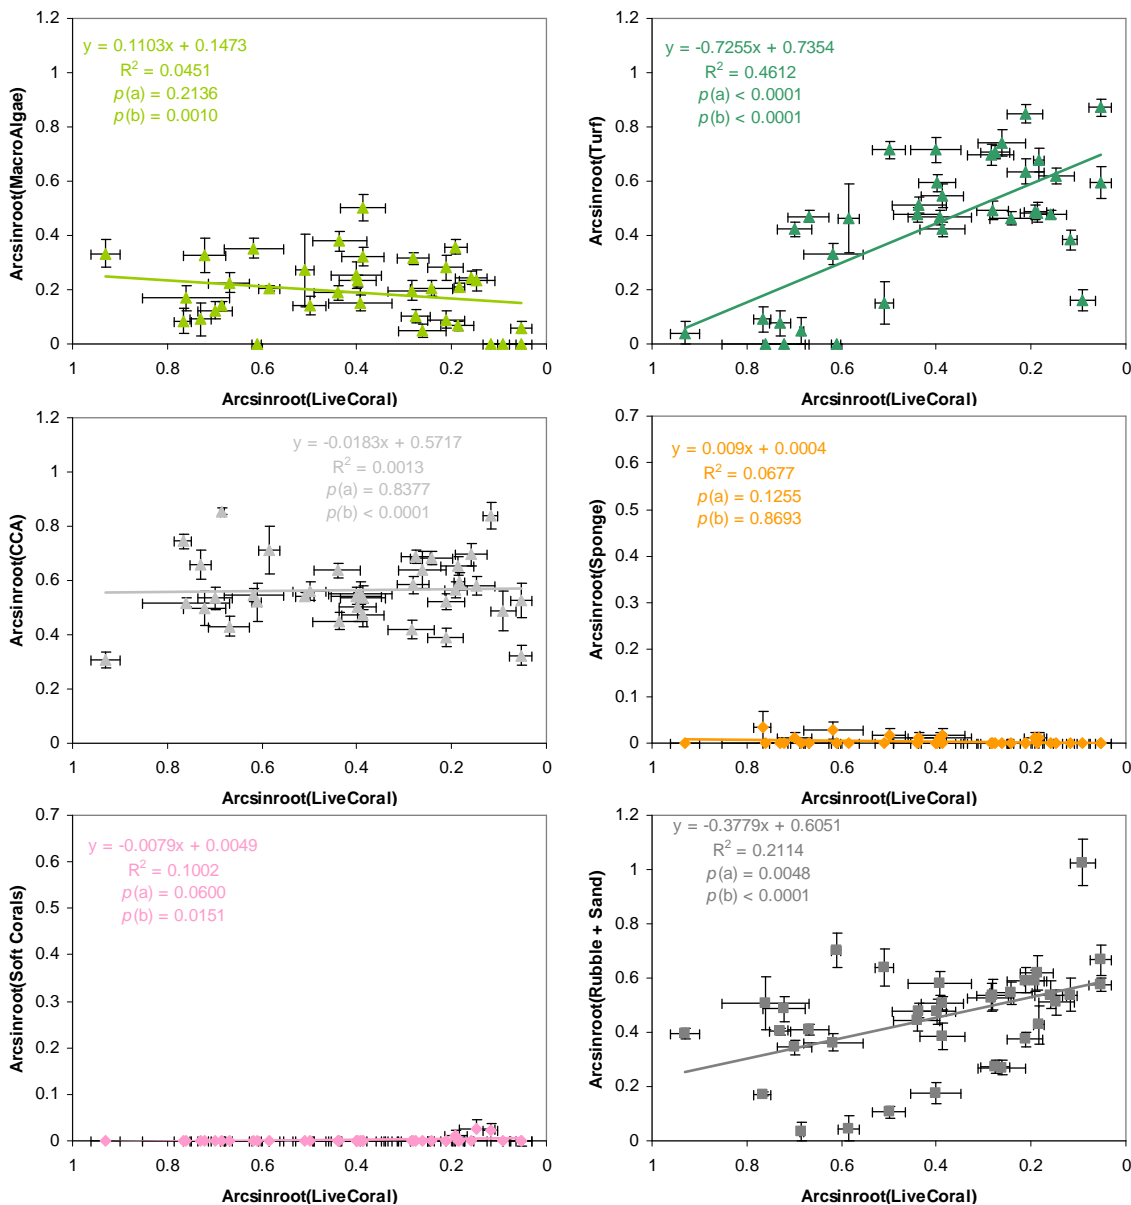 1.2
1
0.8
0.6
0.4
0.2
0
Arcsinroot(MacroAlgae)
y = 0.1103x + 0.1473
R² = 0.0451
p(a) = 0.2136
p(b) = 0.0010
1 0.8 0.6 0.4 0.2 0
Arcsinroot(LiveCoral)
1.2
1
0.8
0.6
0.4
0.2
0
Arcsinroot(Turf)
y = -0.7255x + 0.7354
R² = 0.4612
p(a) < 0.0001
p(b) < 0.0001
1 0.8 0.6 0.4 0.2 0
Arcsinroot(LiveCoral)
1.2
1
0.8
0.6
0.4
0.2
0
Arcsinroot(CCA)
y = -0.0183x + 0.5717
R² = 0.0013
p(a) = 0.8377
p(b) < 0.0001
1 0.8 0.6 0.4 0.2 0
Arcsinroot(LiveCoral)
0.7
0.6
0.5
0.4
0.3
0.2
0.1
0
Arcsinroot(Sponge)
y = 0.009x + 0.0004
R² = 0.0677
p(a) = 0.1255
p(b) = 0.8693
1 0.8 0.6 0.4 0.2 0
Arcsinroot(LiveCoral)
0.7
0.6
0.5
0.4
0.3
0.2
0.1
0
Arcsinroot(Soft Corals)
y = -0.0079x + 0.0049
R² = 0.1002
p(a) = 0.0600
p(b) = 0.0151
1 0.8 0.6 0.4 0.2 0
Arcsinroot(LiveCoral)
1.2
1
0.8
0.6
0.4
0.2
0
Arcsinroot(Rubble + Sand)
y = -0.3779x + 0.6051
R² = 0.2114
p(a) = 0.0048
p(b) < 0.0001
1 0.8 0.6 0.4 0.2 0
Arcsinroot(LiveCoral)